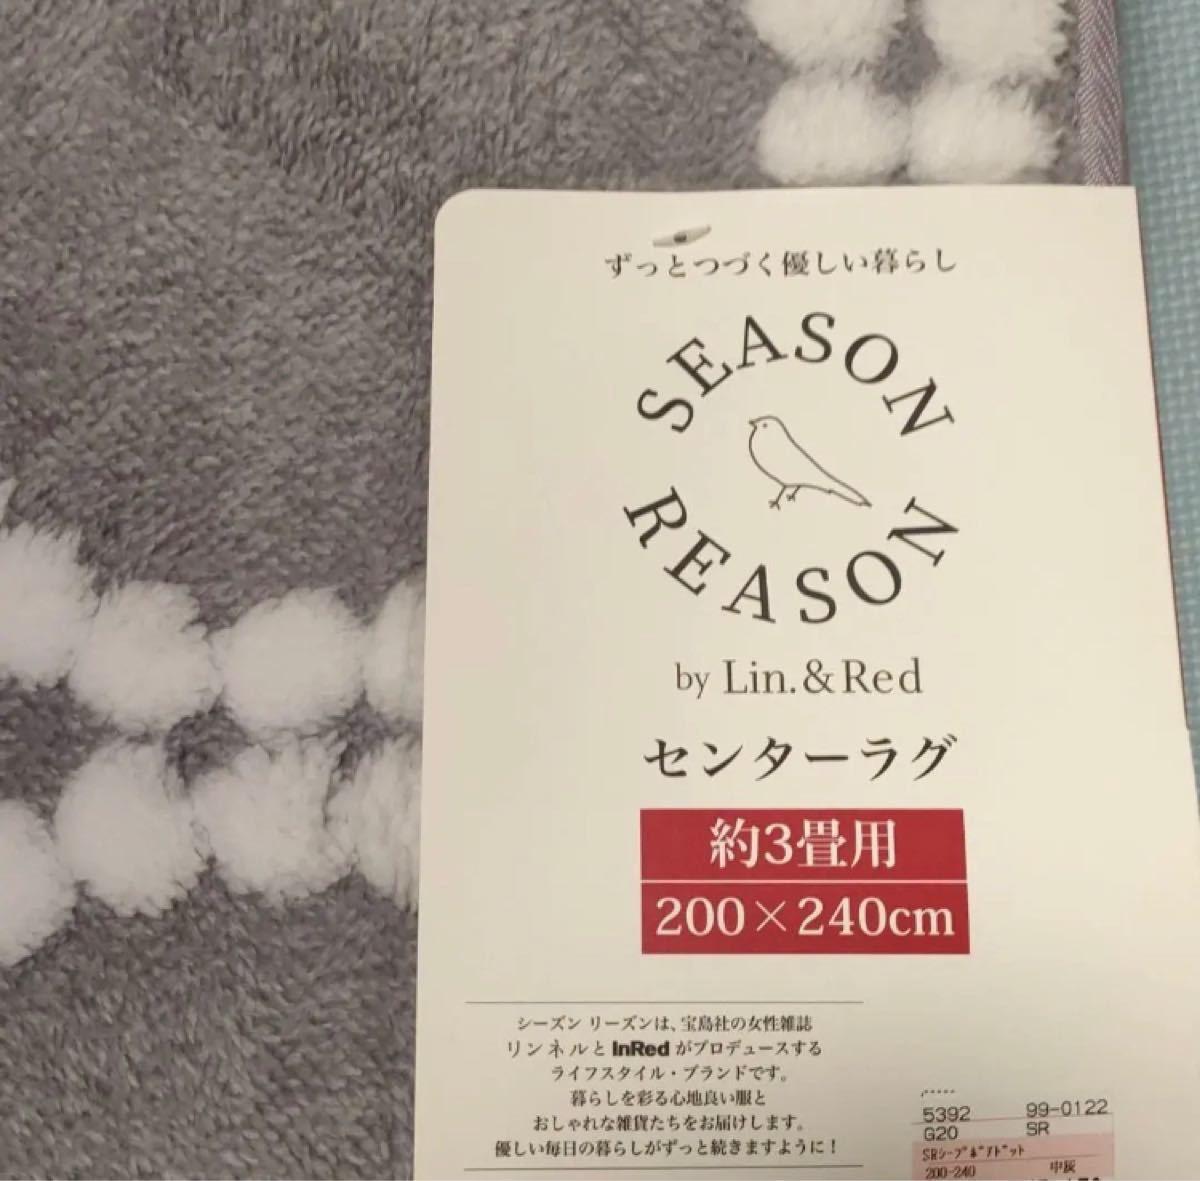 ずっとつづく優しい暮らし
SEASON
REASON
by Lin.&Red
センターラグ
約3畳用
200×240cm
シーズン リーズンは、宝島社の女性雑誌
リンネルと InRed がプロデュースする
ライフスタイル・ブランドです。
暮らしを彩る心地良い服と
おしゃれな雑貨たちをお届けします。
優しい毎日の暮らしがずっと続きますように！
5392 99-0122
G20 SR
200-240 中灰